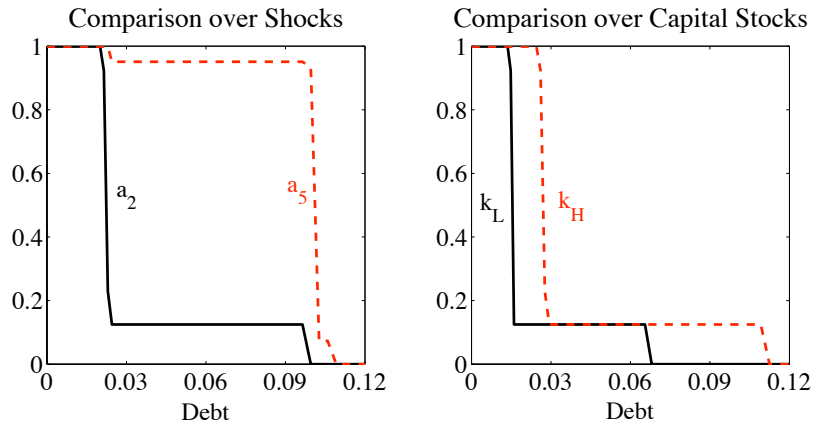 Comparison over Shocks
1
0.8
0.6
0.4
0.2
0
a2
a5
0 0.03 0.06 0.09 0.12
Debt
Comparison over Capital Stocks
1
0.8
0.6
0.4
0.2
0
kL
kH
0 0.03 0.06 0.09 0.12
Debt